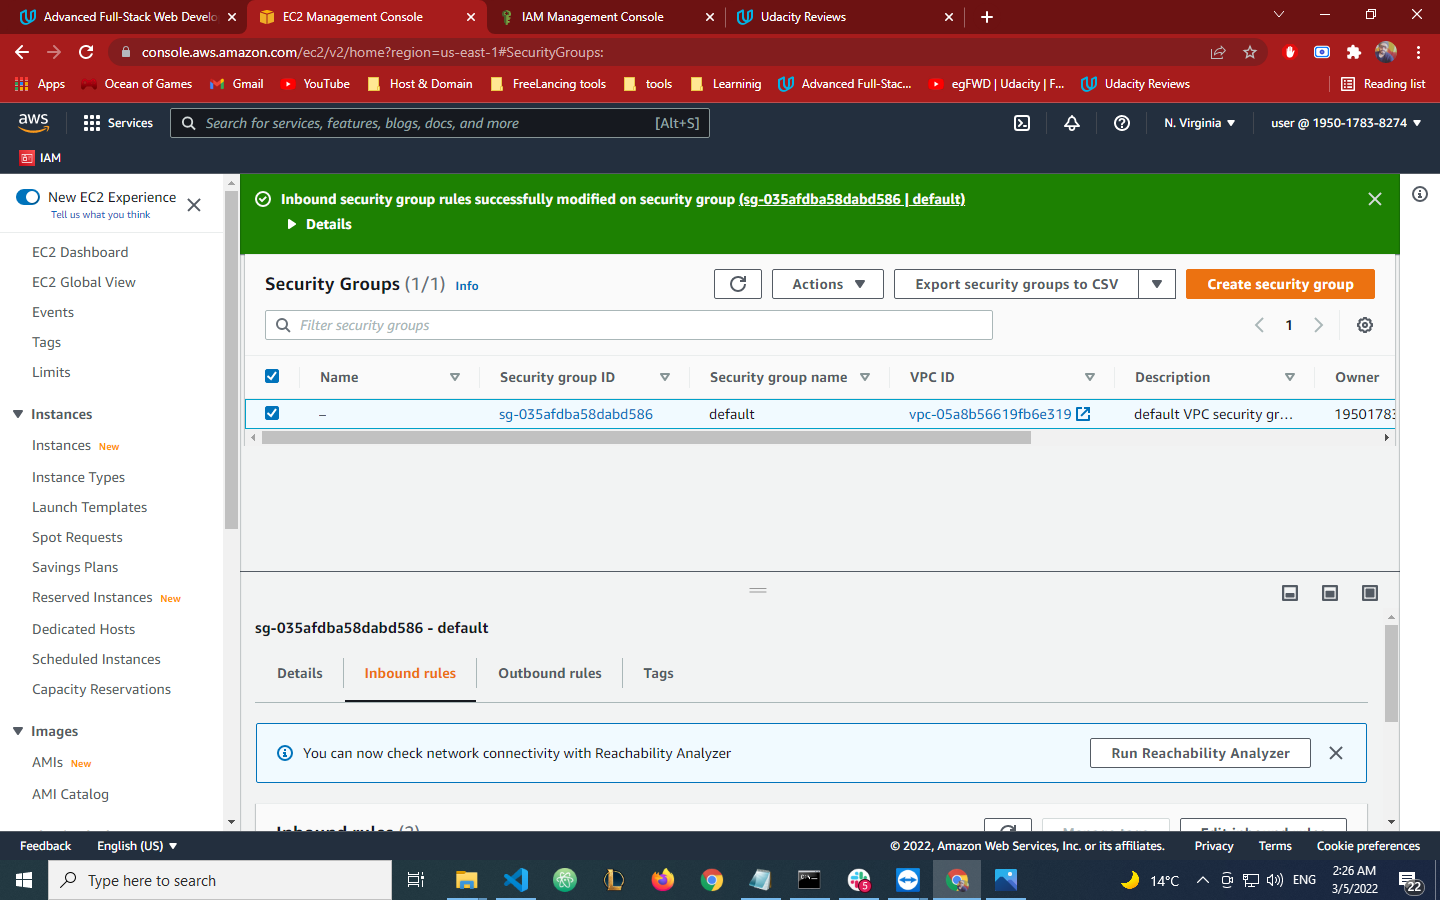 Advanced Full-Stack Web Develo
EC2 Management Console
IAM Management Console
Udacity Reviews
console.aws.amazon.com/ec2/v2/home?region=us-east-1#SecurityGroups:
Apps
Ocean of Games
Gmail
YouTube
Host & Domain
FreeLancing tools
tools
Learninig
Advanced Full-Stac...
egFWD | Udacity | F...
Udacity Reviews
Reading list
aws
Services
Search for services, features, blogs, docs, and more
[Alt+S]
N. Virginia
user @ 1950-1783-8274
IAM
New EC2 Experience
Tell us what you think
EC2 Dashboard
EC2 Global View
Events
Tags
Limits
Instances
Instances New
Instance Types
Launch Templates
Spot Requests
Savings Plans
Reserved Instances New
Dedicated Hosts
Scheduled Instances
Capacity Reservations
Images
AMIs New
AMI Catalog
Inbound security group rules successfully modified on security group (sg-035afdba58dabd586 | default)
Details
Security Groups (1/1) Info
Actions
Export security groups to CSV
Create security group
Filter security groups
1
Name
Security group ID
Security group name
VPC ID
Description
Owner
–
sg-035afdba58dabd586
default
vpc-05a8b56619fb6e319
default VPC security gr...
19501783
sg-035afdba58dabd586 - default
Details
Inbound rules
Outbound rules
Tags
You can now check network connectivity with Reachability Analyzer
Run Reachability Analyzer
Inbound rules
Feedback
English (US)
© 2022, Amazon Web Services, Inc. or its affiliates.
Privacy
Terms
Cookie preferences
Type here to search
5
14°C
ENG
2:26 AM
3/5/2022
22